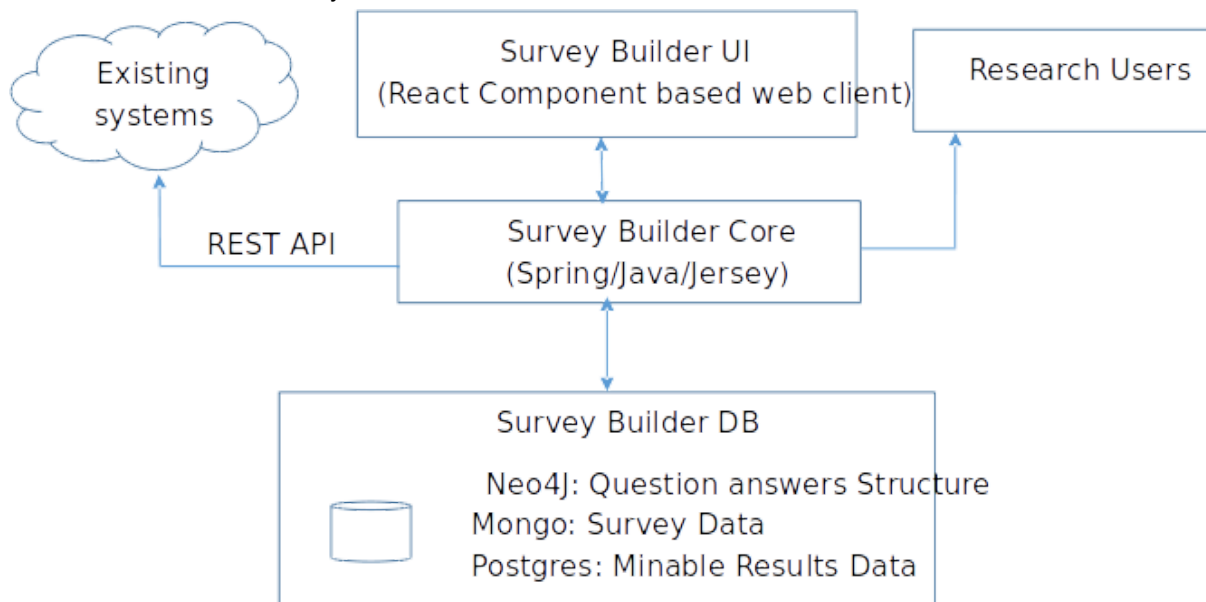 Existing
systems
Survey Builder UI
(React Component based web client)
Research Users
REST API
Survey Builder Core
(Spring/Java/Jersey)
Survey Builder DB
Neo4J: Question answers Structure
Mongo: Survey Data
Postgres: Minable Results Data